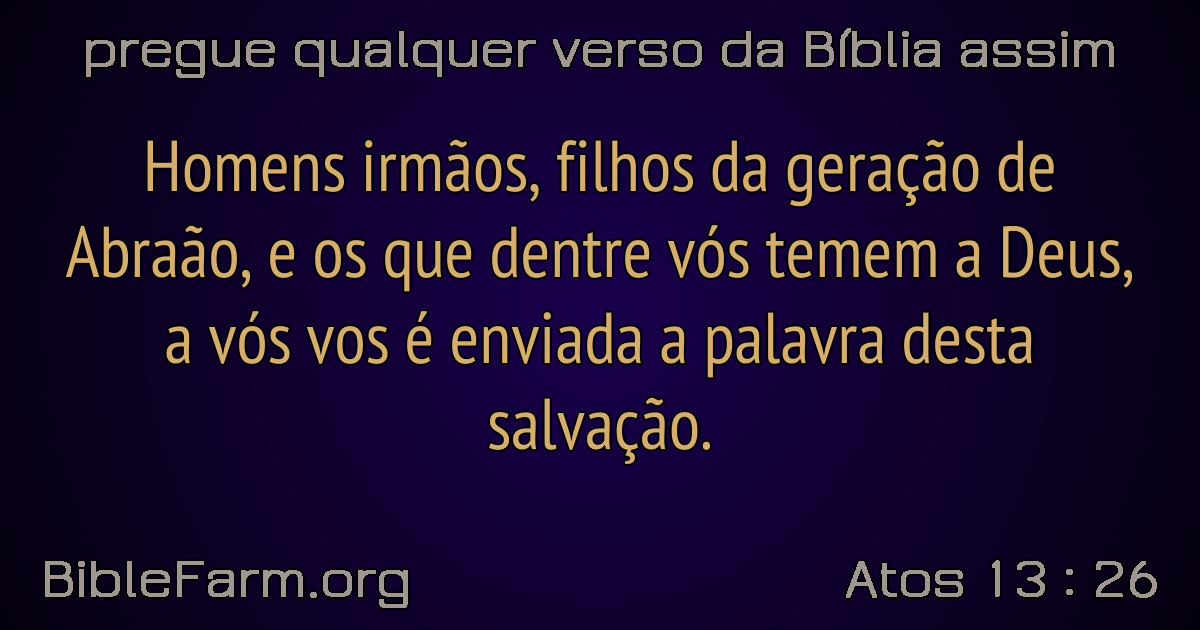 pregue qualquer verso da Bíblia assim
Homens irmãos, filhos da geração de
Abraão, e os que dentre vós temem a Deus,
a vós vos é enviada a palavra desta
salvação.
BibleFarm.org
Atos 13 : 26